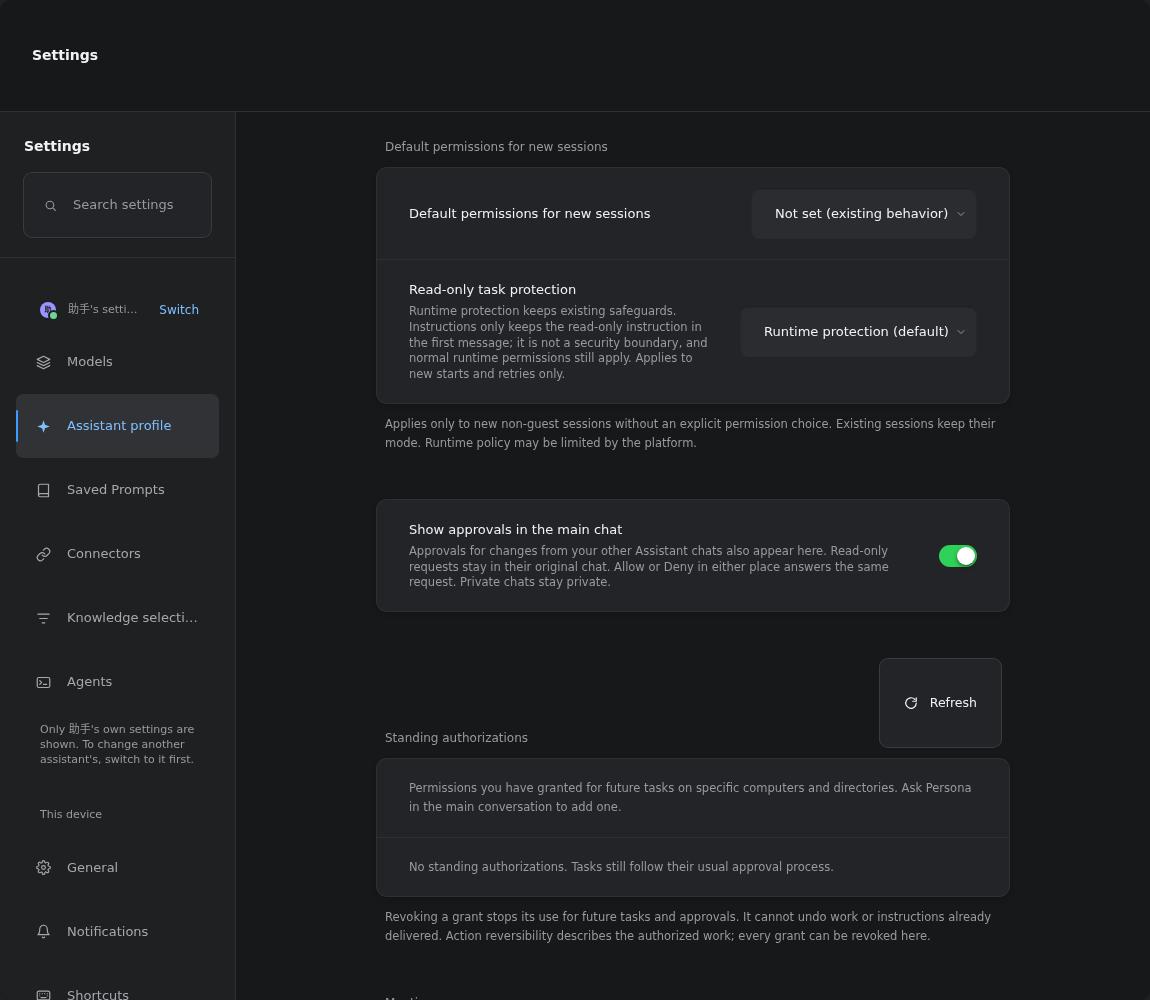 Settings
Settings
Search settings
助手's setti...
Switch
Models
Assistant profile
Saved Prompts
Connectors
Knowledge selecti...
Agents
Only 助手's own settings are
shown. To change another
assistant's, switch to it first.
This device
General
Notifications
Shortcuts
Default permissions for new sessions
Default permissions for new sessions
Not set (existing behavior)
Read-only task protection
Runtime protection keeps existing safeguards.
Instructions only keeps the read-only instruction in
the first message; it is not a security boundary, and
normal runtime permissions still apply. Applies to
new starts and retries only.
Runtime protection (default)
Applies only to new non-guest sessions without an explicit permission choice. Existing sessions keep their
mode. Runtime policy may be limited by the platform.
Show approvals in the main chat
Approvals for changes from your other Assistant chats also appear here. Read-only
requests stay in their original chat. Allow or Deny in either place answers the same
request. Private chats stay private.
Refresh
Standing authorizations
Permissions you have granted for future tasks on specific computers and directories. Ask Persona
in the main conversation to add one.
No standing authorizations. Tasks still follow their usual approval process.
Revoking a grant stops its use for future tasks and approvals. It cannot undo work or instructions already
delivered. Action reversibility describes the authorized work; every grant can be revoked here.